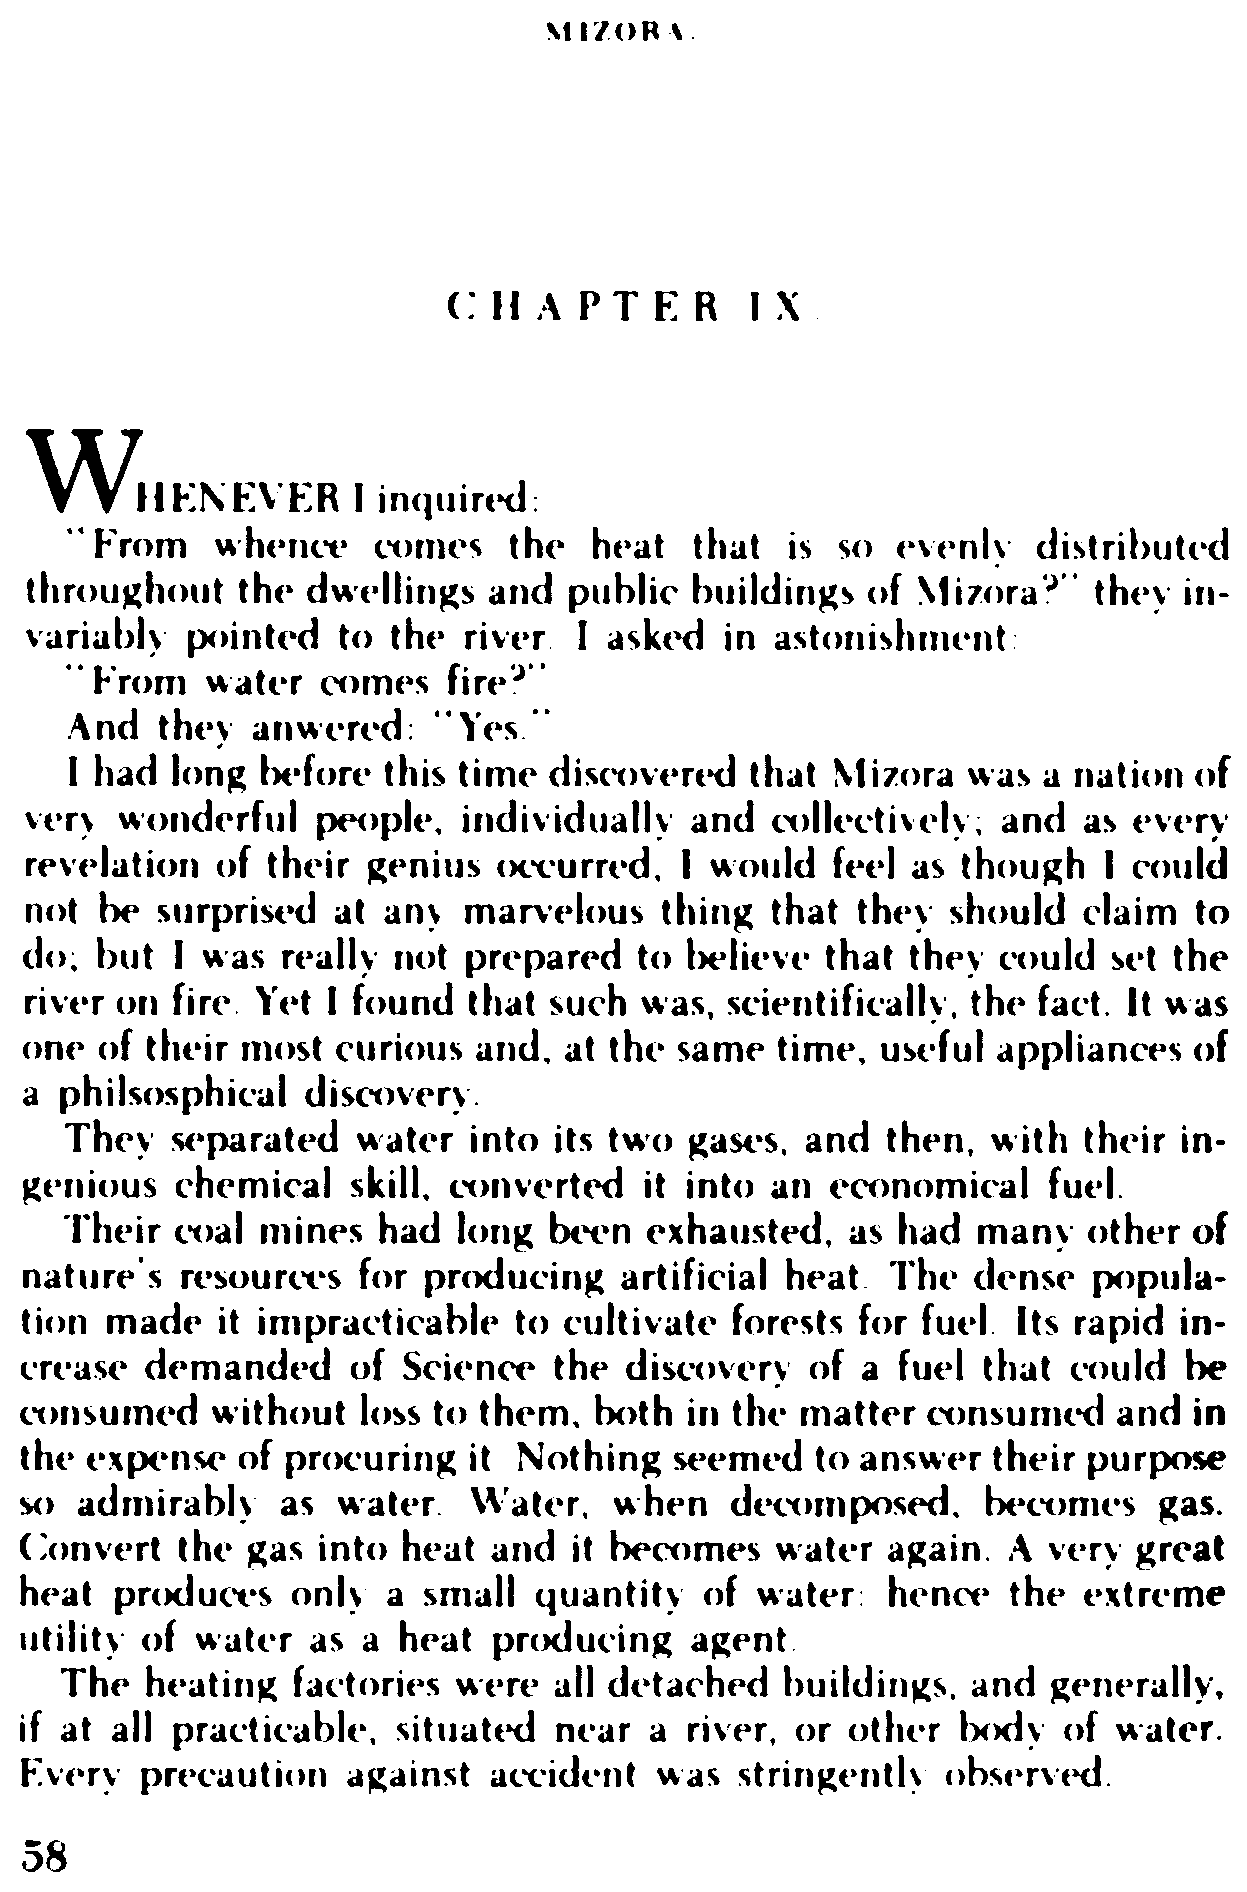 MIZORA.
CHAPTER IX.
WHENEVER I inquired:
"From whence comes the heat that is so evenly distributed
throughout the dwellings and public buildings of Mizora?" they in-
variably pointed to the river. I asked in astonishment:
"From water comes fire?"
And they anwered: "Yes."
I had long before this time discovered that Mizora was a nation of
very wonderful people, individually and collectively; and as every
revelation of their genius occurred, I would feel as though I could
not be surprised at any marvelous thing that they should claim to
do; but I was really not prepared to believe that they could set the
river on fire. Yet I found that such was, scientifically, the fact. It was
one of their most curious and, at the same time, useful appliances of
a philsosphical discovery.
They separated water into its two gases, and then, with their in-
genious chemical skill, converted it into an economical fuel.
Their coal mines had long been exhausted, as had many other of
nature's resources for producing artificial heat. The dense popula-
tion made it impracticable to cultivate forests for fuel. Its rapid in-
crease demanded of Science the discovery of a fuel that could be
consumed without loss to them, both in the matter consumed and in
the expense of procuring it. Nothing seemed to answer their purpose
so admirably as water. Water, when decomposed, becomes gas.
Convert the gas into heat and it becomes water again. A very great
heat produces only a small quantity of water: hence the extreme
utility of water as a heat producing agent.
The heating factories were all detached buildings, and generally,
if at all practicable, situated near a river, or other body of water.
Every precaution against accident was stringently observed.
58